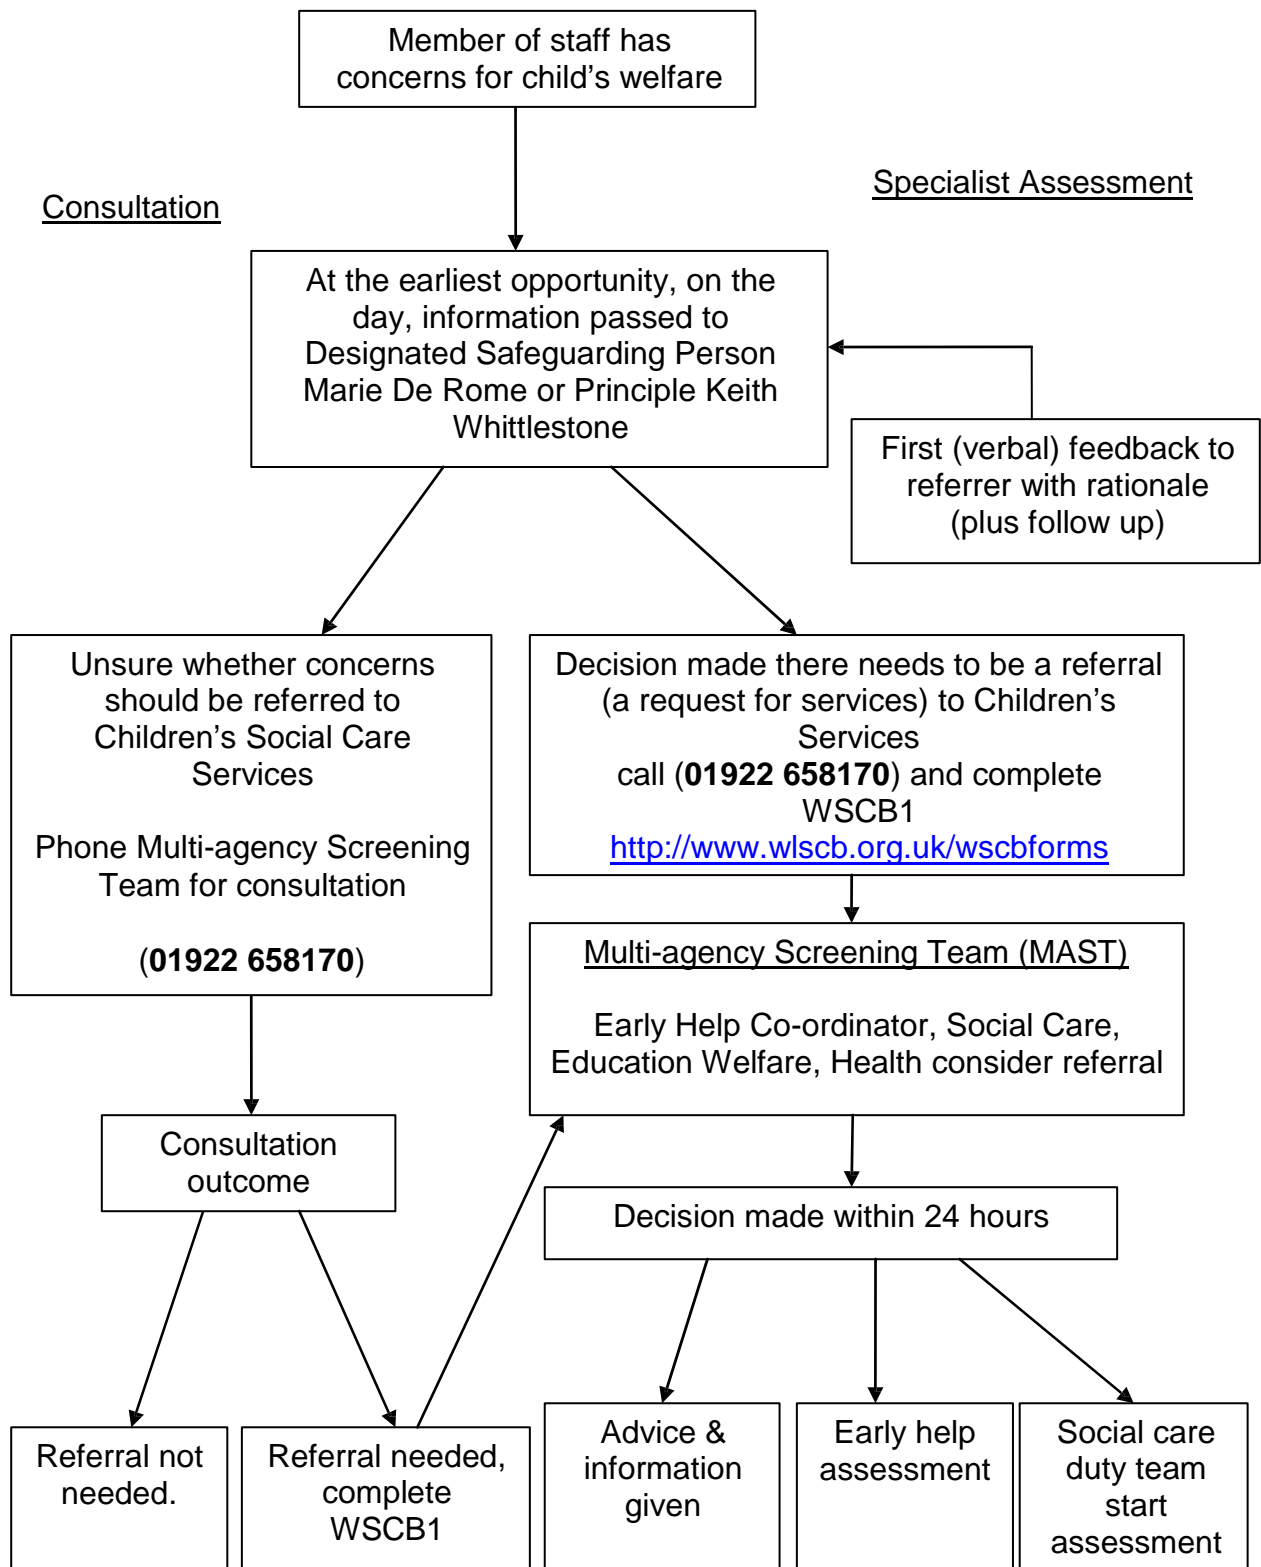 Member of staff has
concerns for child's welfare
Specialist Assessment
Consultation
At the earliest opportunity, on the
day, information passed to
Designated Safeguarding Person
Marie De Rome or Principle Keith
Whittlestone
First (verbal) feedback to
referrer with rationale
(plus follow up)
Unsure whether concerns
should be referred to
Children's Social Care
Services
Phone Multi-agency Screening
Team for consultation
(01922 658170)
Decision made there needs to be a referral
(a request for services) to Children's
Services
call (01922 658170) and complete
WSCB1
http://www.wlscb.org.uk/wscbforms
Multi-agency Screening Team (MAST)
Early Help Co-ordinator, Social Care,
Education Welfare, Health consider referral
Consultation
outcome
Decision made within 24 hours
Referral not
needed.
Referral needed,
complete
WSCB1
Advice &
information
given
Early help
assessment
Social care
duty team
start
assessment